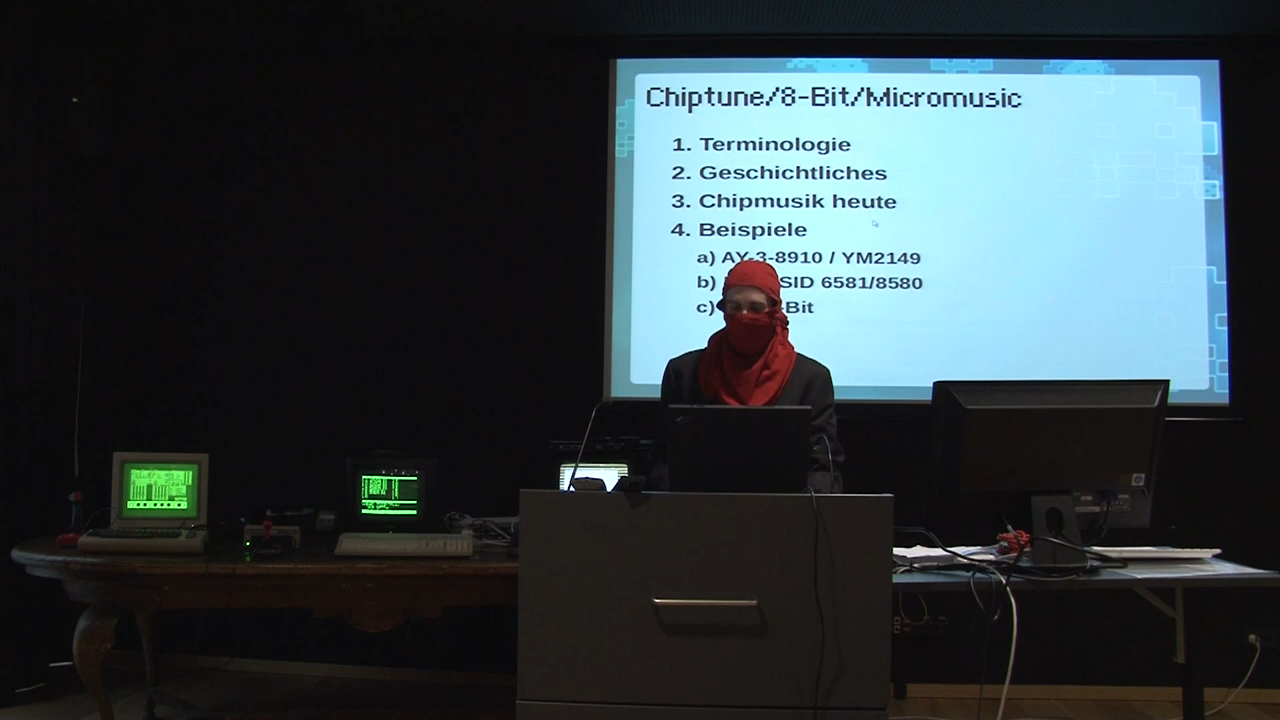 Chiptune/8-Bit/Micromusic
1. Terminologie
2. Geschichtliches
3. Chipmusik heute
4. Beispiele
a) AY-3-8910 / YM2149
b) SID 6581/8580
c) Bit